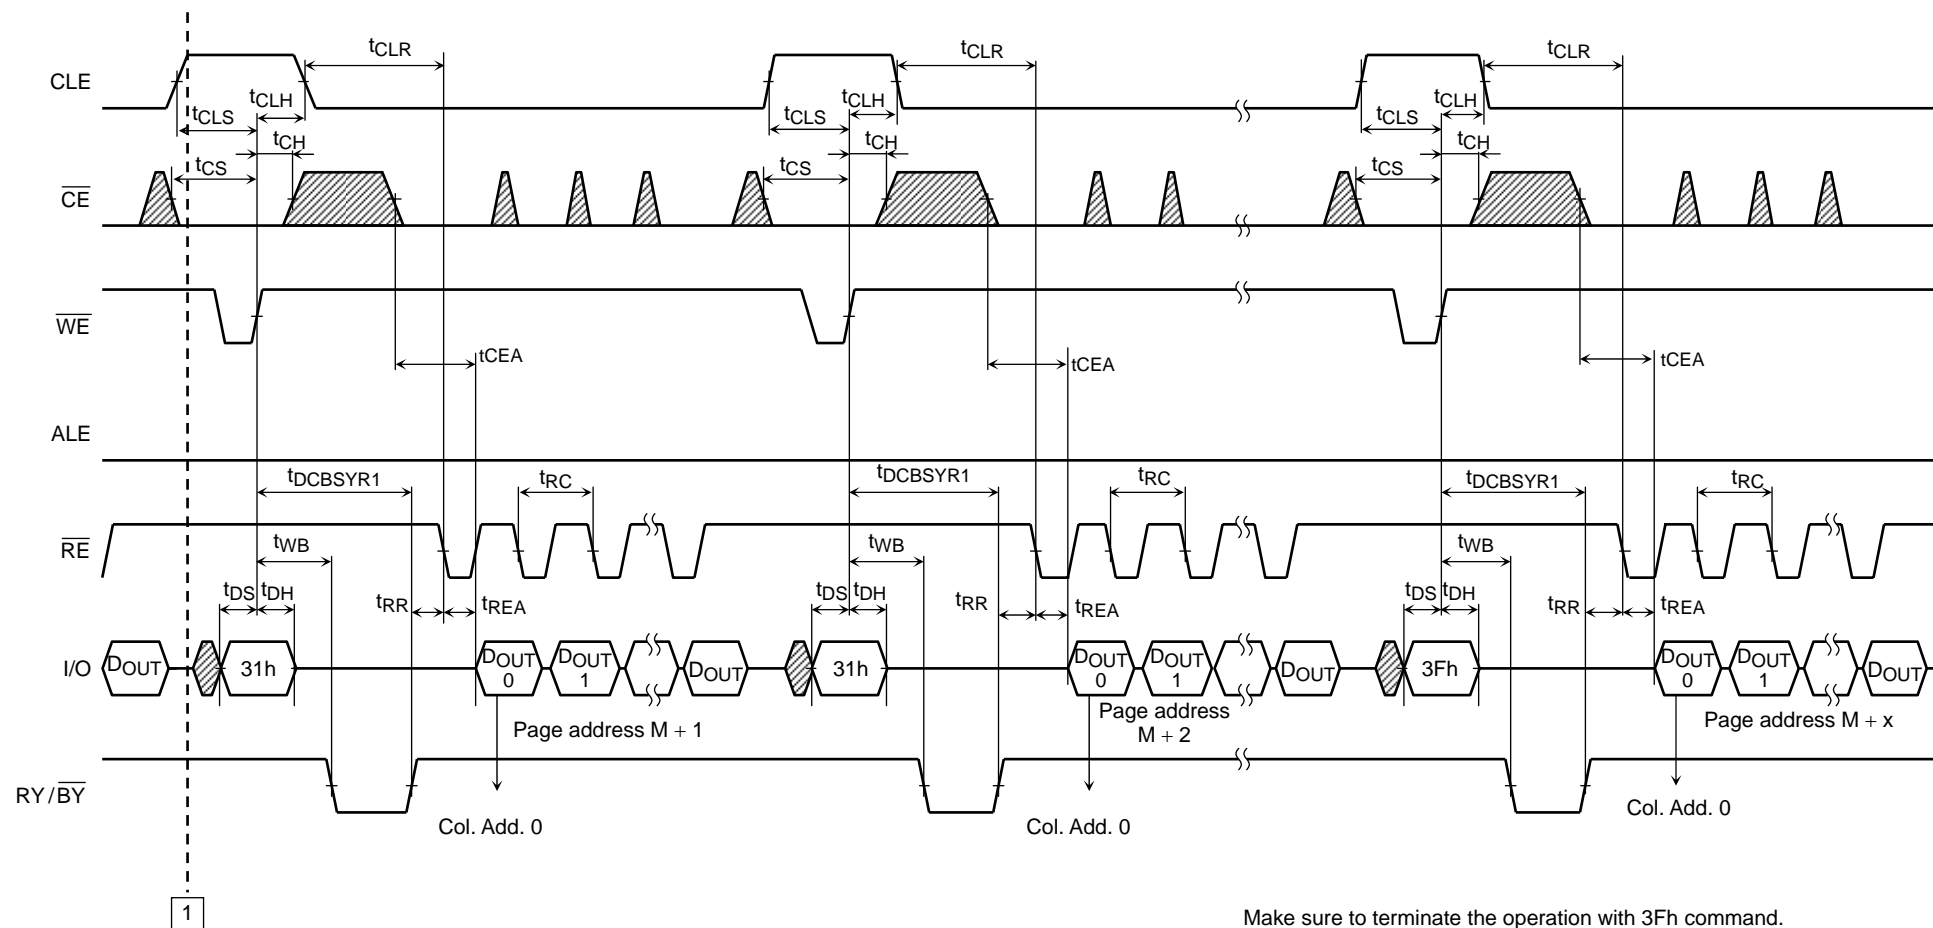 tCLR tCLR tCLR
CLE
tCLH tCLH tCLH
tCLS tCLS tCLS
tCH tCH tCH
tCS tCS tCS
CE
WE
tCEA tCEA tCEA
ALE
tDCBSYR1 tDCBSYR1 tDCBSYR1
tRC tRC tRC
RE
tWB tWB tWB
tDS tDH tDS tDH tDS tDH
tRR tREA tRR tREA tRR tREA
I/O DOUT 31h DOUT 0 DOUT 1 DOUT 31h DOUT 0 DOUT 1 DOUT 3Fh DOUT 0 DOUT 1 DOUT
Page address M + 1
Page address
M + 2
Page address M + x
RY/BY
Col. Add. 0 Col. Add. 0 Col. Add. 0
1
Make sure to terminate the operation with 3Fh command.